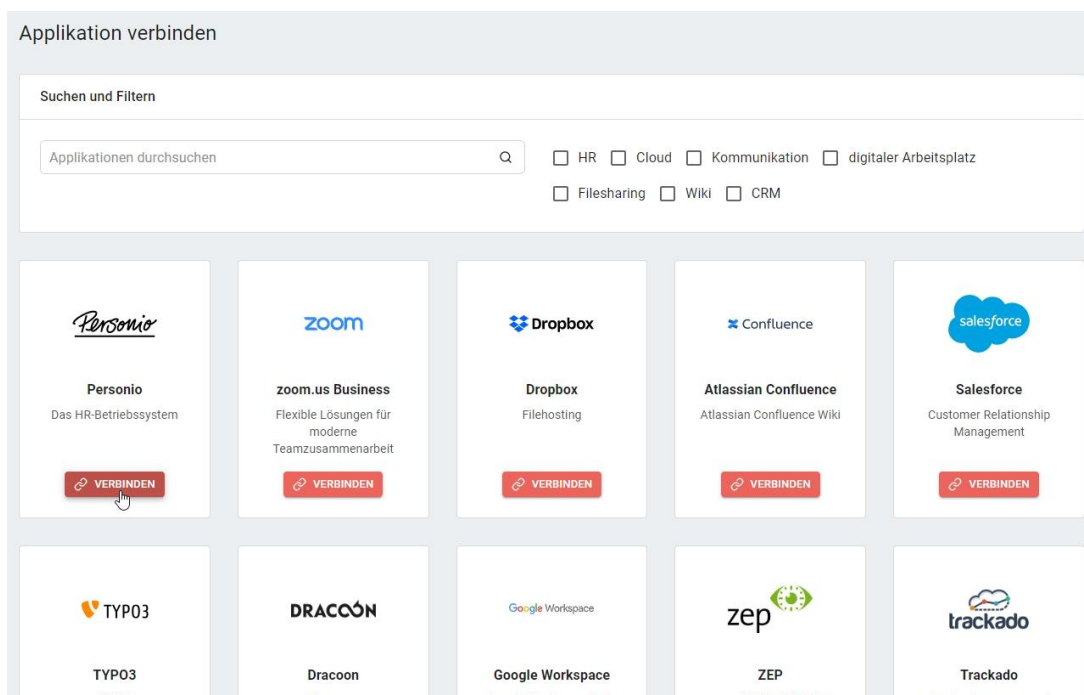 Applikation verbinden
Suchen und Filtern
Applikationen durchsuchen
HR Cloud Kommunikation digitaler Arbeitsplatz
Filesharing Wiki CRM
Personio
Personio
Das HR-Betriebssystem
VERBINDEN
zoom
zoom.us Business
Flexible Lösungen für
moderne
Teamzusammenarbeit
VERBINDEN
Dropbox
Dropbox
Filehosting
VERBINDEN
Confluence
Atlassian Confluence
Atlassian Confluence Wiki
VERBINDEN
salesforce
Salesforce
Customer Relationship
Management
VERBINDEN
TYPO3
TYPO3
DRACOON
Dracoon
Google Workspace
Google Workspace
zep
ZEP
trackado
Trackado